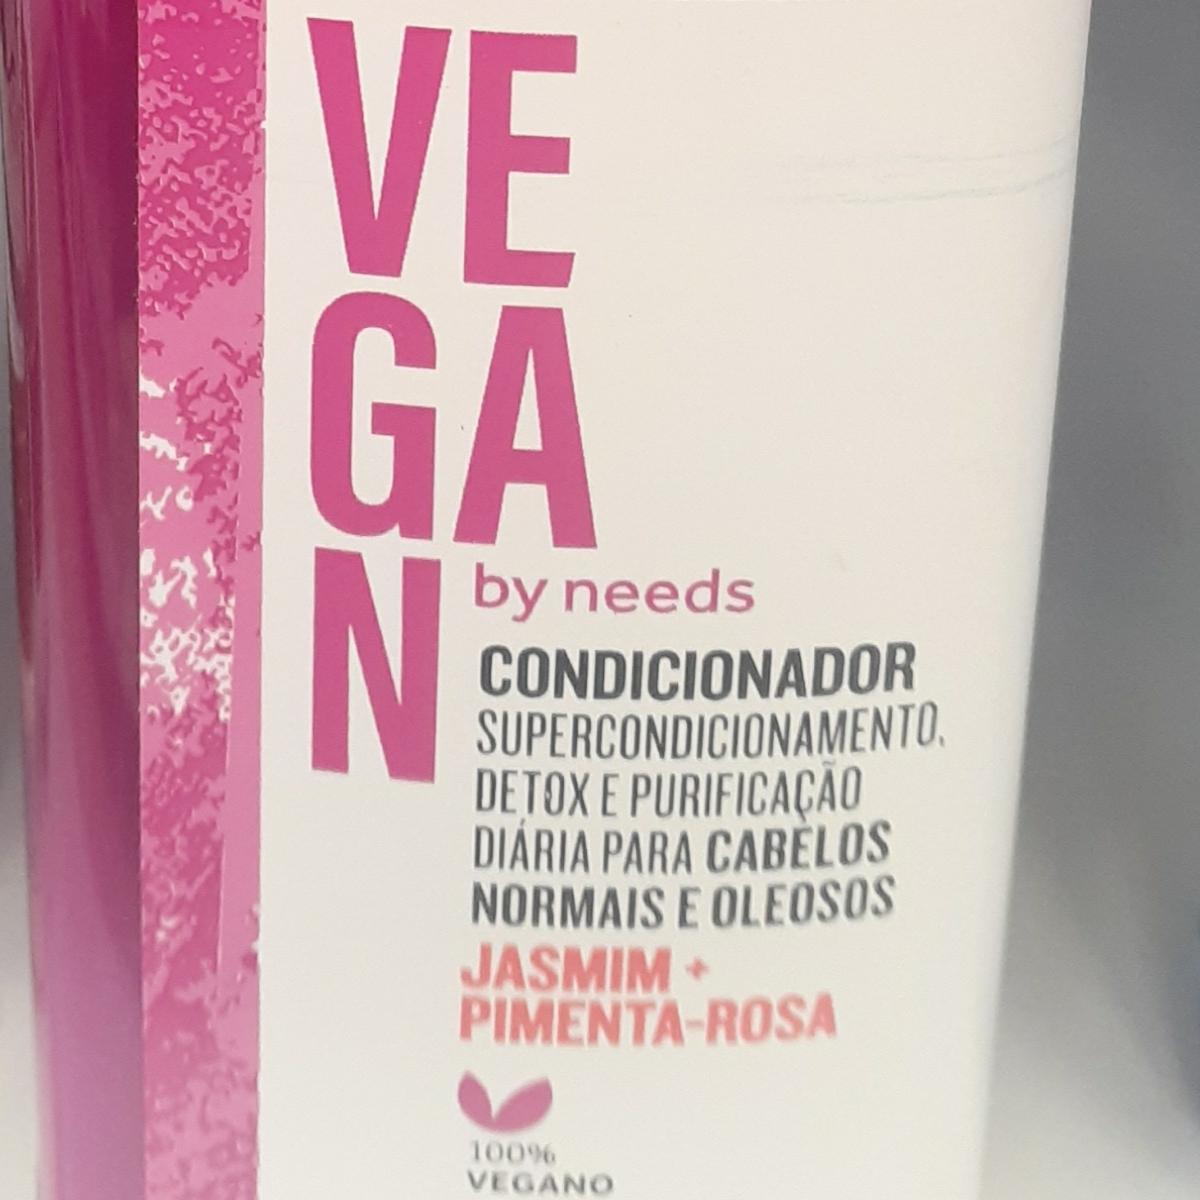 VE
GA
N
by needs
CONDICIONADOR
SUPERCONDICIONAMENTO,
DETOX E PURIFICAÇÃO
DIÁRIA PARA CABELOS
NORMAIS E OLEOSOS
JASMIM +
PIMENTA-ROSA
100%
VEGANO